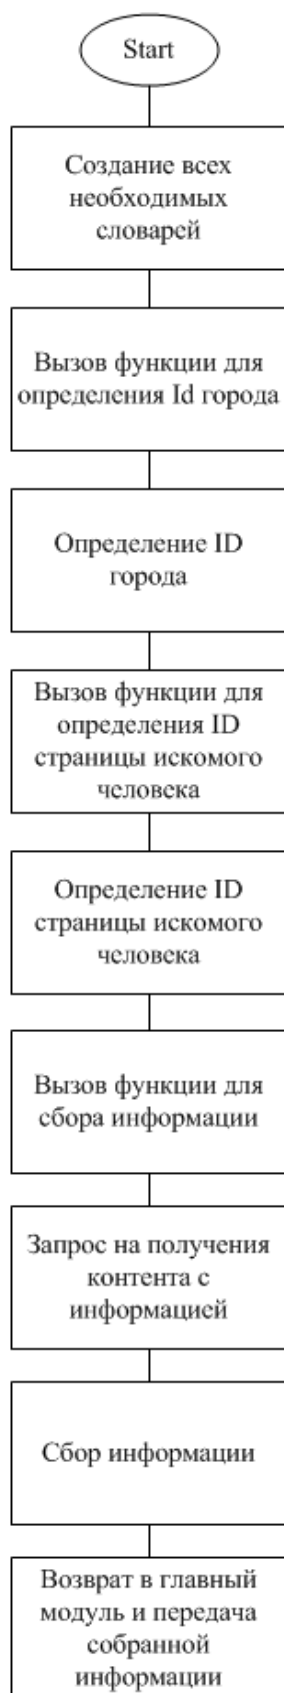 Start
Создание всех
необходимых
словарей
Вызов функции для
определения Id города
Определение ID
города
Вызов функции для
определения ID
страницы искомого
человека
Определение ID
страницы искомого
человека
Вызов функции для
сбора информации
Запрос на получения
контента с
информацией
Сбор информации
Возврат в главный
модуль и передача
собранной
информации